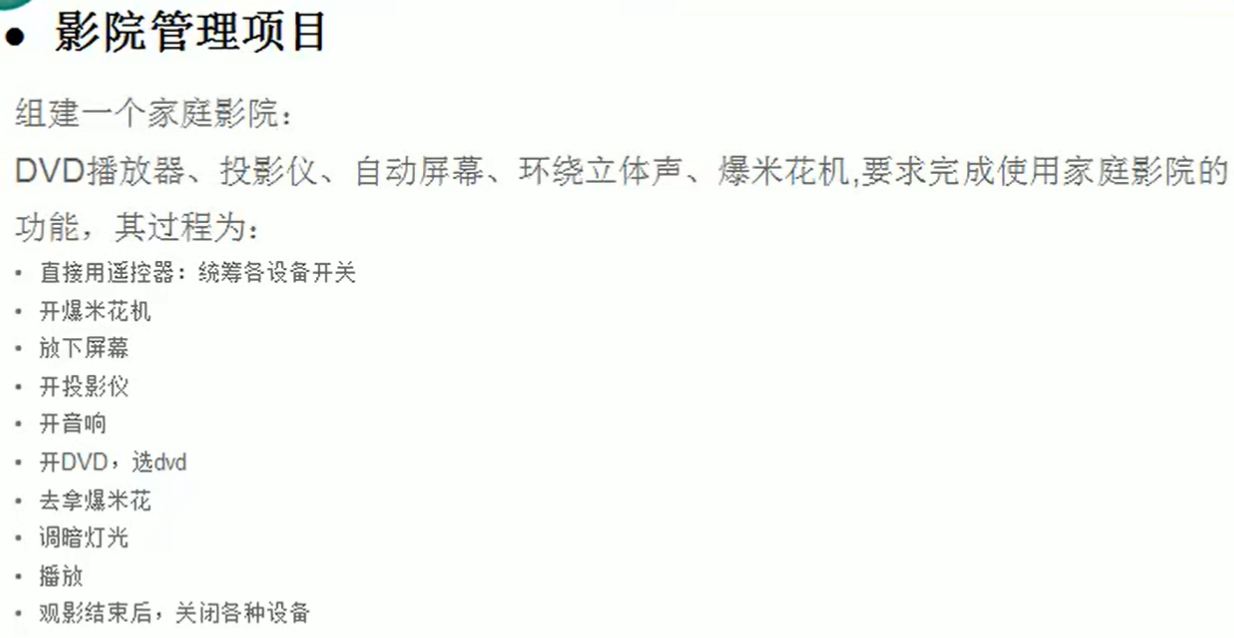 • 影院管理项目
组建一个家庭影院：
DVD播放器、投影仪、自动屏幕、环绕立体声、爆米花机,要求完成使用家庭影院的
功能，其过程为：
• 直接用遥控器：统筹各设备开关
• 开爆米花机
• 放下屏幕
• 开投影仪
• 开音响
• 开DVD，选dvd
• 去拿爆米花
• 调暗灯光
• 播放
• 观影结束后，关闭各种设备